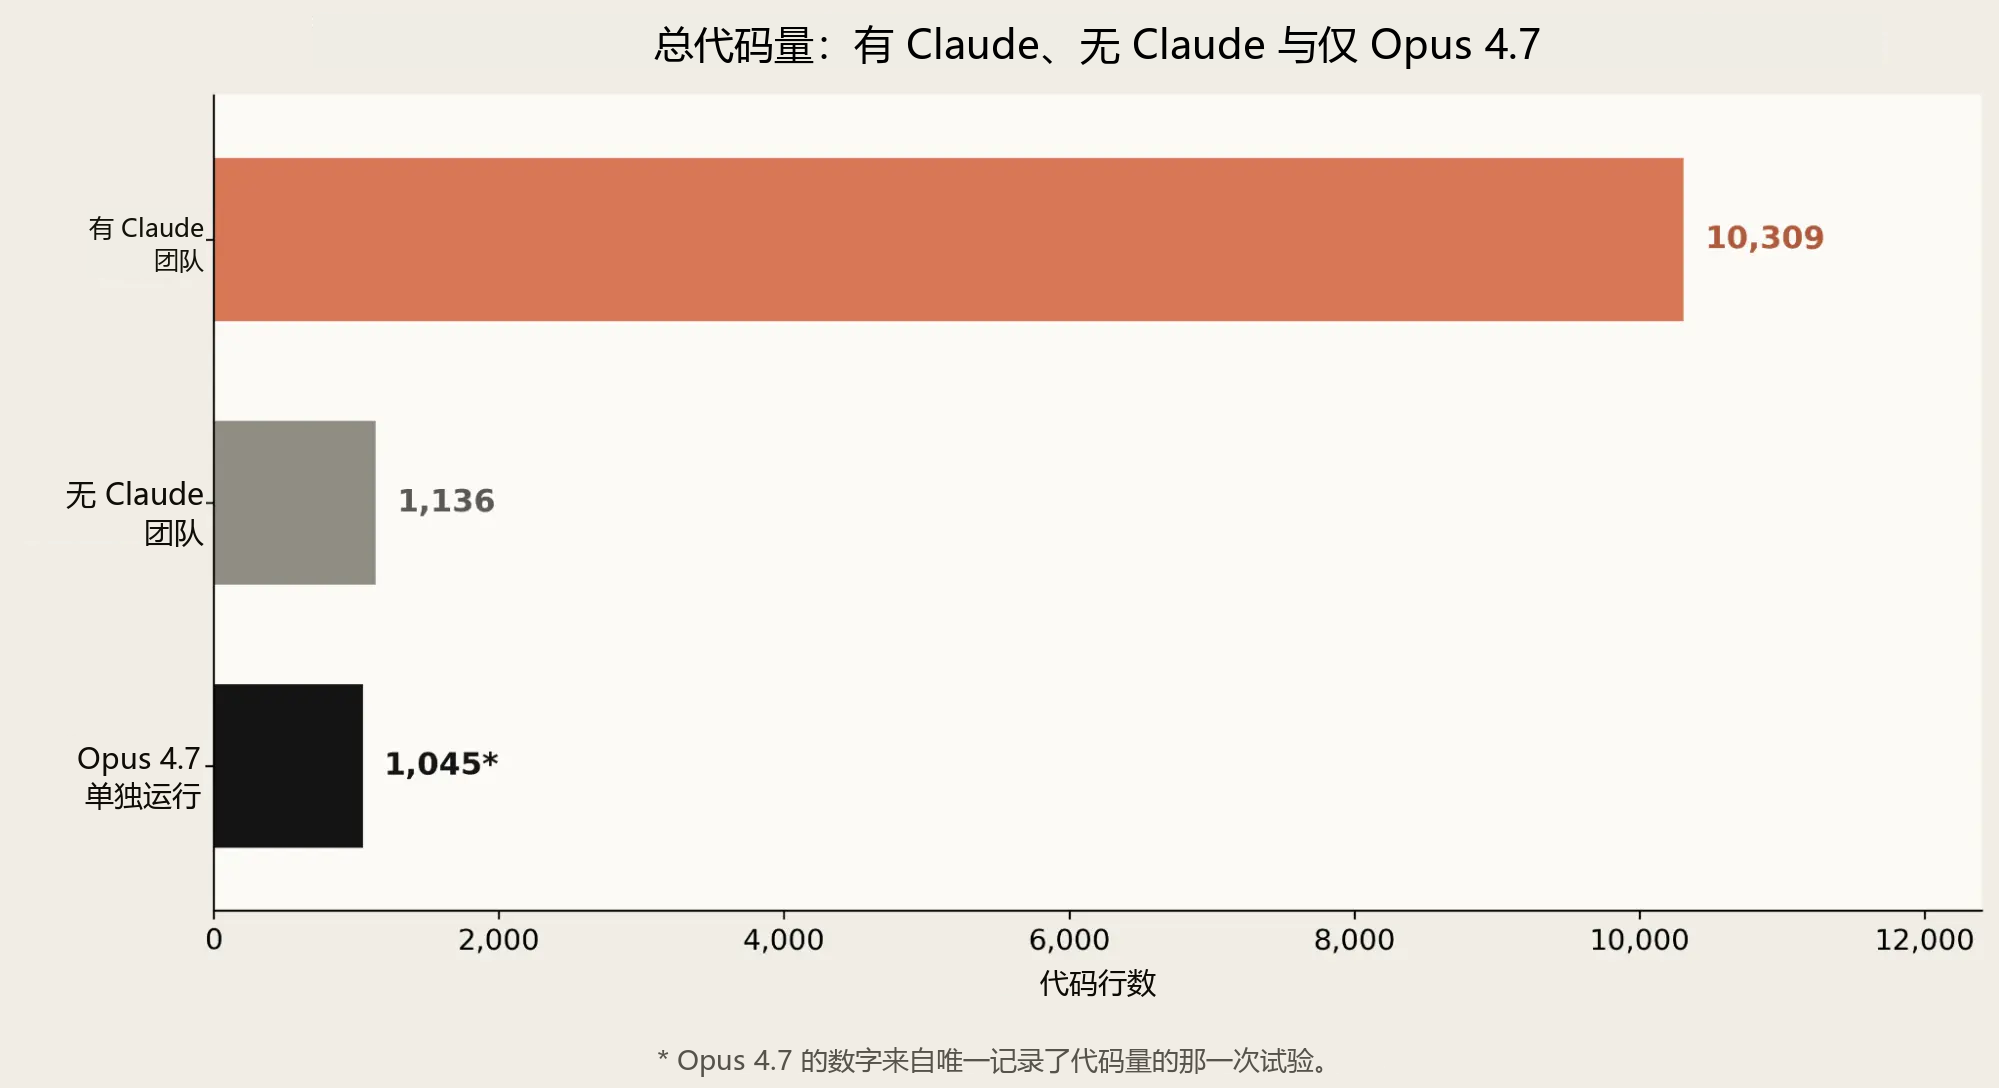 总代码量：有 Claude、无 Claude 与仅 Opus 4.7
有 Claude
团队
10,309
无 Claude
团队
1,136
Opus 4.7
单独运行
1,045*
0 2,000 4,000 6,000 8,000 10,000 12,000
代码行数
* Opus 4.7 的数字来自唯一记录了代码量的那一次试验。